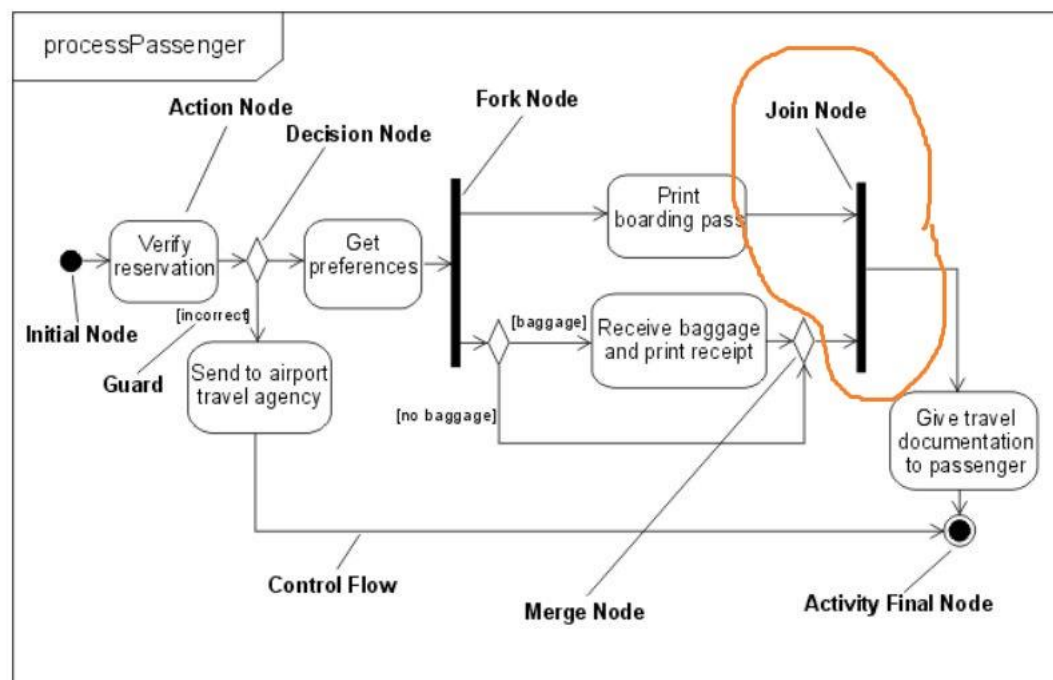 processPassenger
Action Node
Decision Node
Fork Node
Join Node
Verify
reservation
Get
preferences
Print
boarding pass
Initial Node
[incorrect]
Guard
Send to airport
travel agency
[baggage]
Receive baggage
and print receipt
[no baggage]
Give travel
documentation
to passenger
Control Flow
Merge Node
Activity Final Node